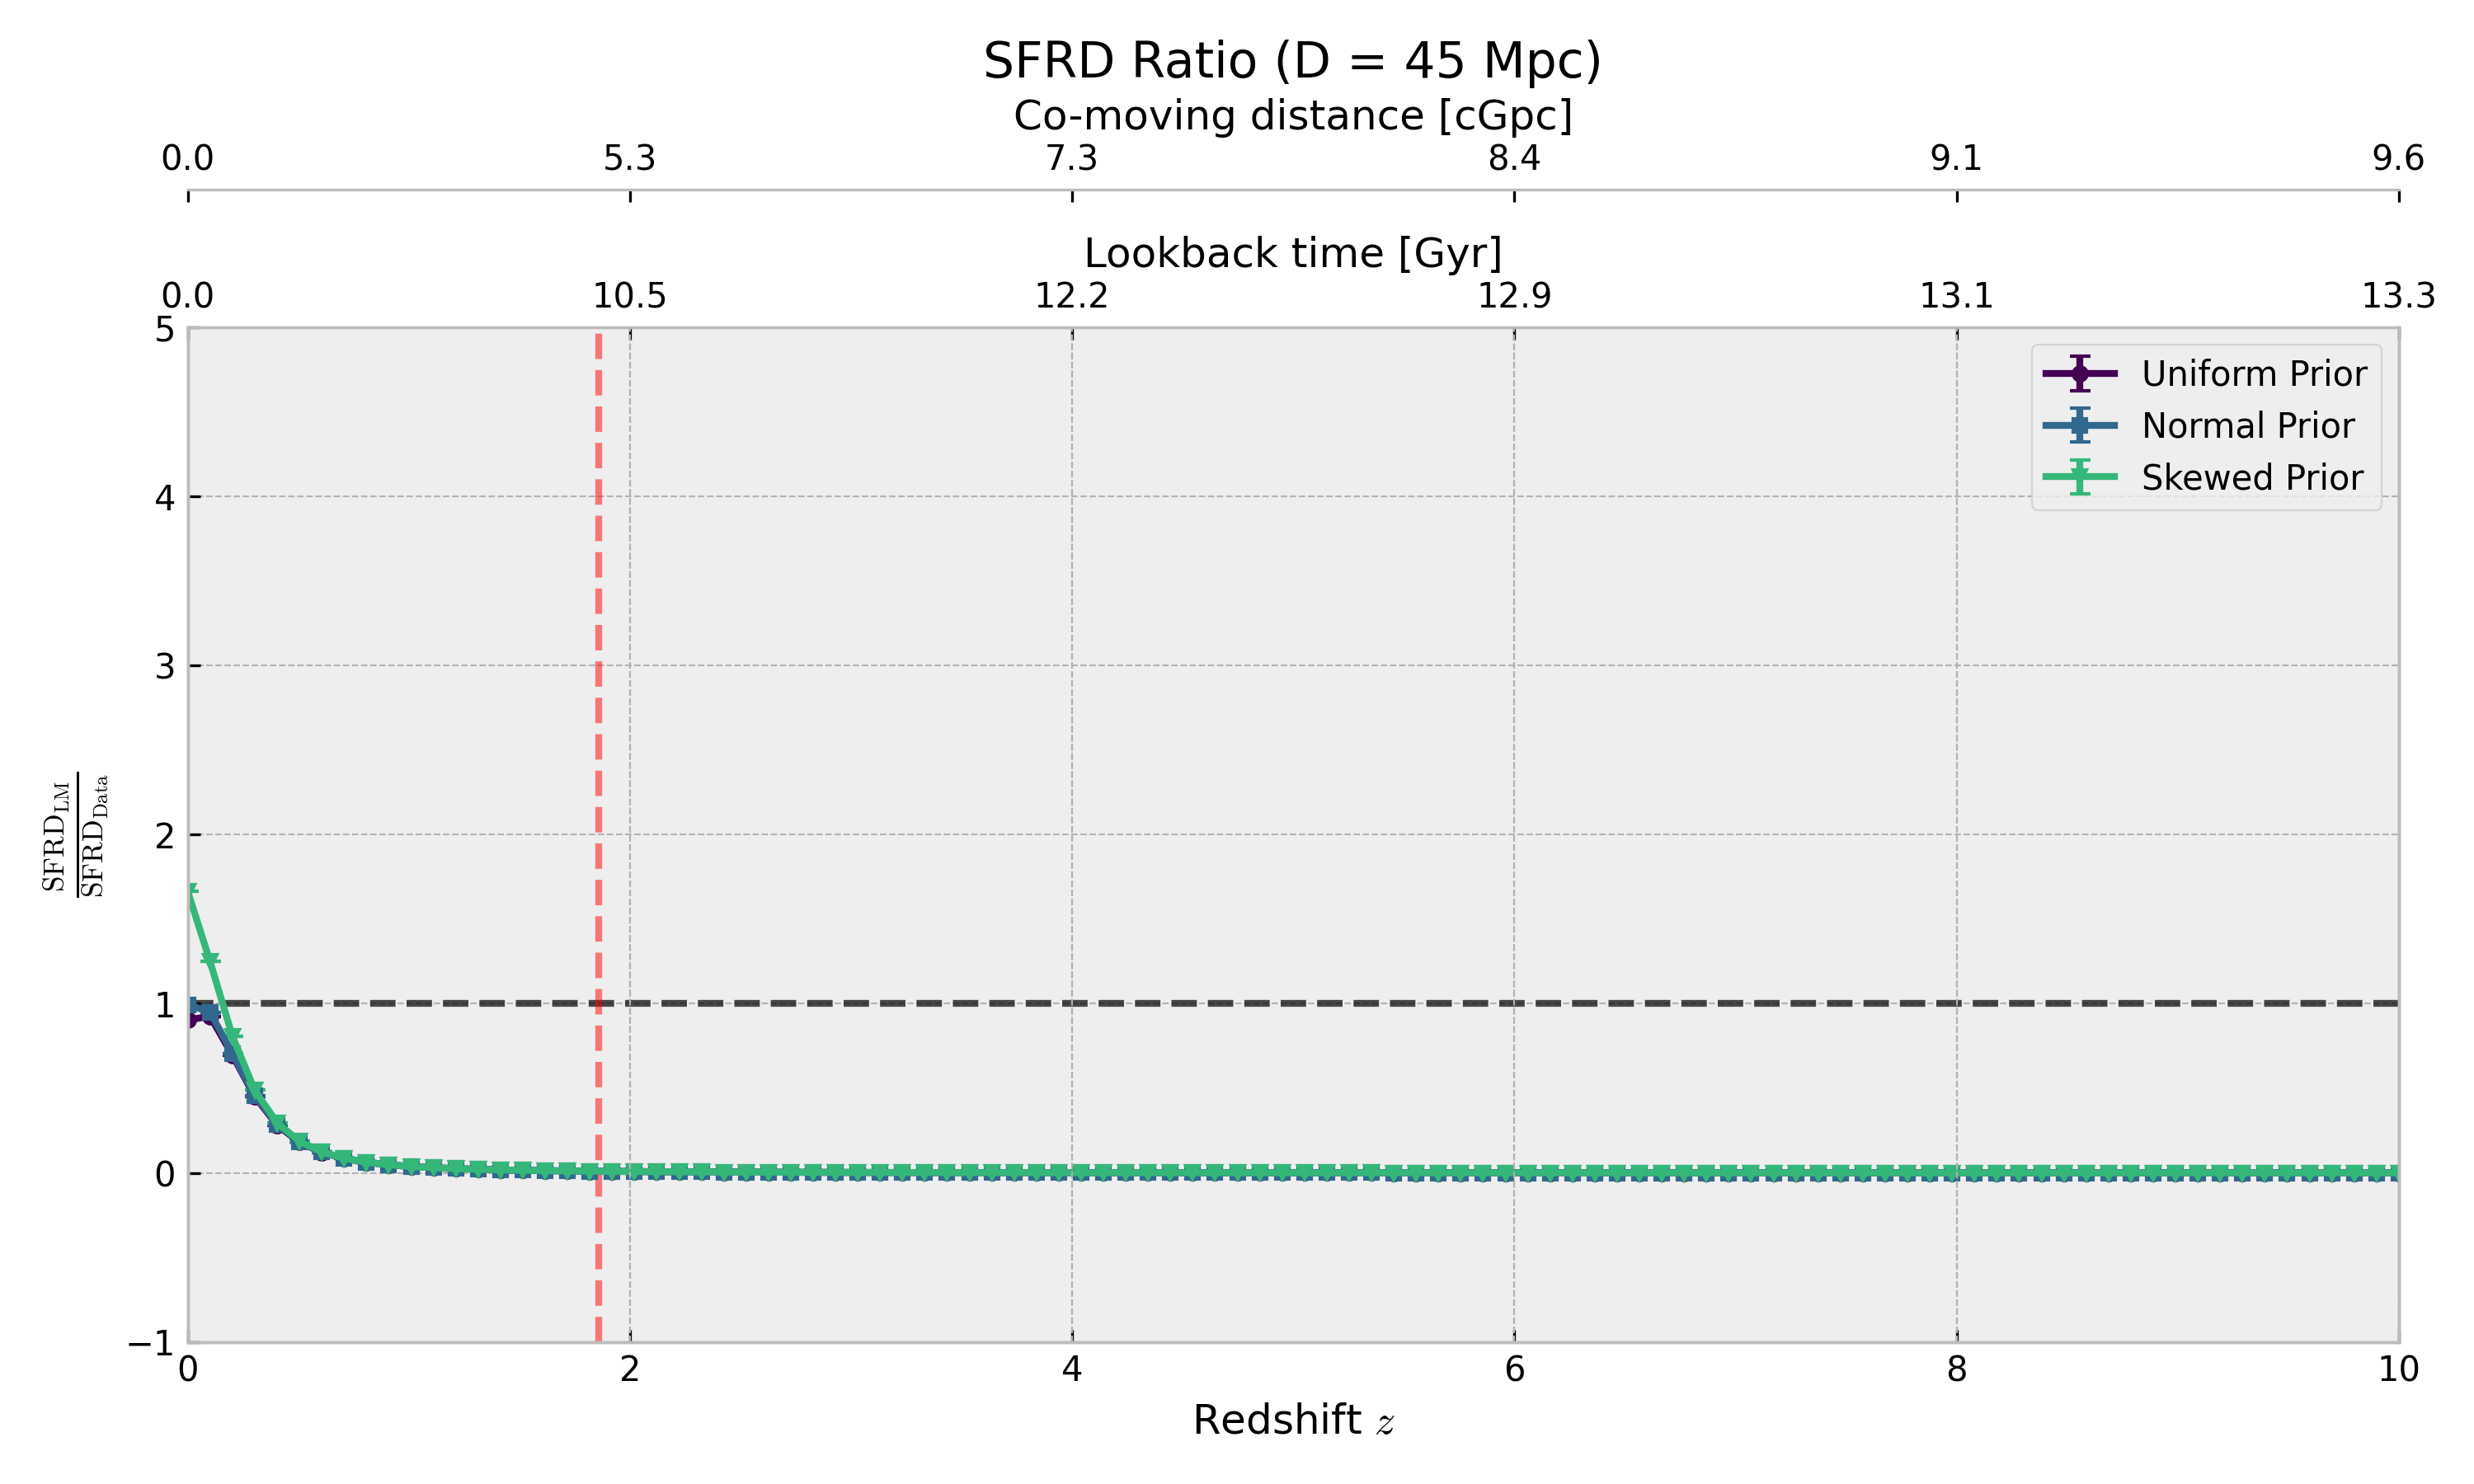 SFRD Ratio (D = 45 Mpc)
Co-moving distance [cGpc]
0.0 5.3 7.3 8.4 9.1 9.6
Lookback time [Gyr]
0.0 10.5 12.2 12.9 13.1 13.3
Uniform Prior
Normal Prior
Skewed Prior
5
4
3
2
1
0
−1
SFRD_LM
SFRD_Data
0 2 4 6 8 10
Redshift z